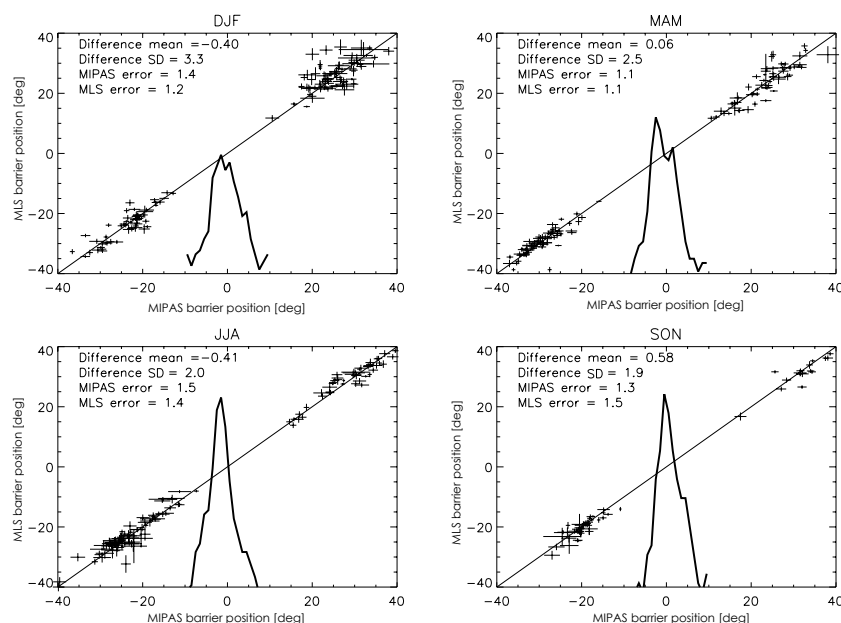 DJF
Difference mean =−0.40
Difference SD = 3.3
MIPAS error = 1.4
MLS error = 1.2
40
20
0
−20
−40
MLS barrier position [deg]
−40 −20 0 20 40
MIPAS barrier position [deg]
MAM
Difference mean = 0.06
Difference SD = 2.5
MIPAS error = 1.1
MLS error = 1.1
40
20
0
−20
−40
MLS barrier position [deg]
−40 −20 0 20 40
MIPAS barrier position [deg]
JJA
Difference mean =−0.41
Difference SD = 2.0
MIPAS error = 1.5
MLS error = 1.4
40
20
0
−20
−40
MLS barrier position [deg]
−40 −20 0 20 40
MIPAS barrier position [deg]
SON
Difference mean = 0.58
Difference SD = 1.9
MIPAS error = 1.3
MLS error = 1.5
40
20
0
−20
−40
MLS barrier position [deg]
−40 −20 0 20 40
MIPAS barrier position [deg]